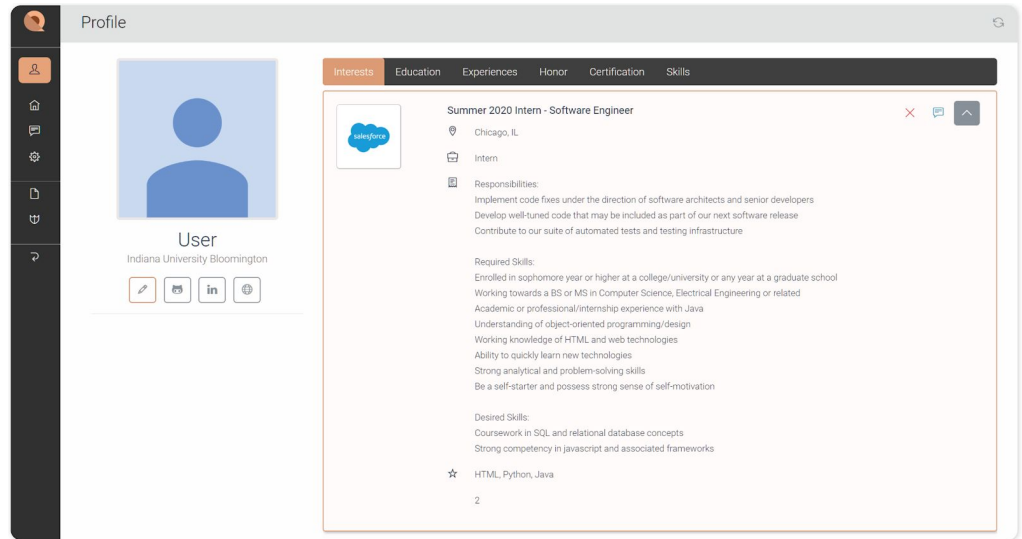 Profile
User
Indiana University Bloomington
in
Interests Education Experiences Honor Certification Skills
salesforce
Summer 2020 Intern - Software Engineer
Chicago, IL
Intern
Responsibilities:
Implement code fixes under the direction of software architects and senior developers
Develop well-tuned code that may be included as part of our next software release
Contribute to our suite of automated tests and testing infrastructure
Required Skills:
Enrolled in sophomore year or higher at a college/university or any year at a graduate school
Working towards a BS or MS in Computer Science, Electrical Engineering or related
Academic or professional/internship experience with Java
Understanding of object-oriented programming/design
Working knowledge of HTML and web technologies
Ability to quickly learn new technologies
Strong analytical and problem-solving skills
Be a self-starter and possess strong sense of self-motivation
Desired Skills:
Coursework in SQL and relational database concepts
Strong competency in javascript and associated frameworks
HTML, Python, Java
2